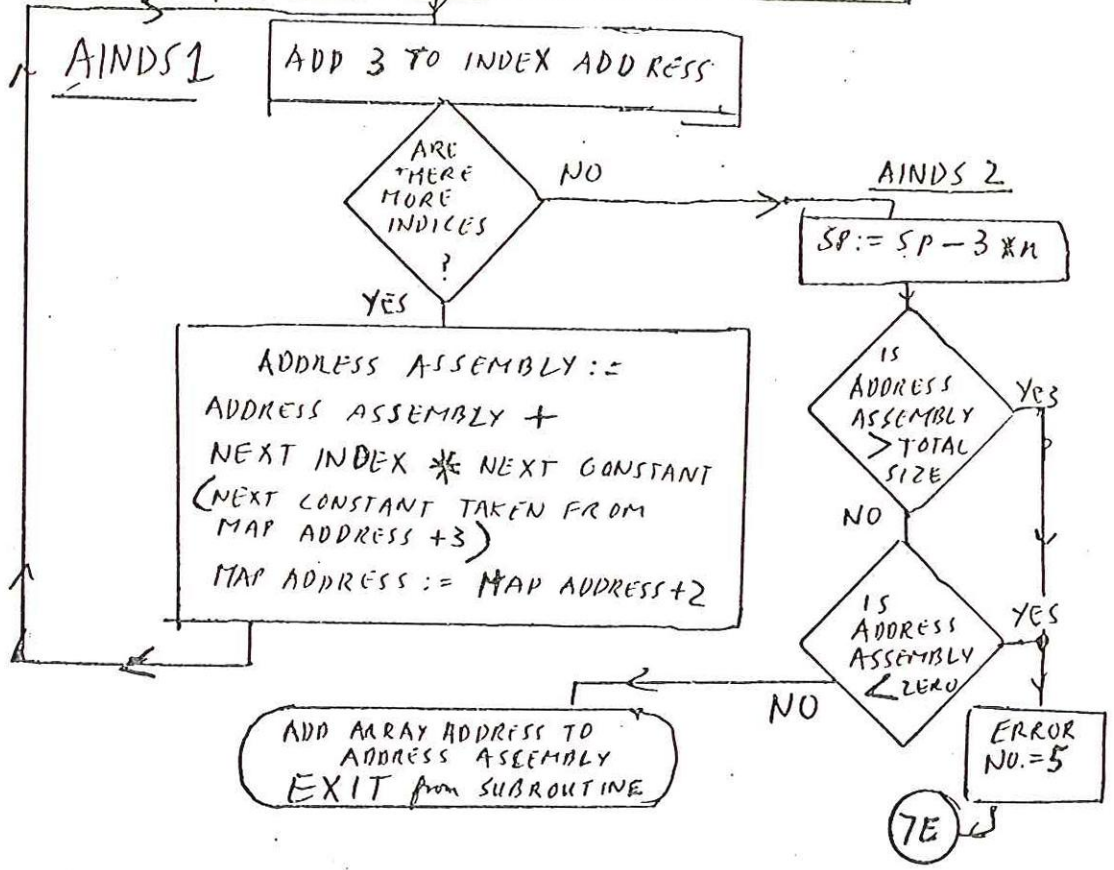 AINDS1
ADD 3 TO INDEX ADDRESS
ARE
THERE
MORE
INDICES
?
NO
YES
AINDS 2
SP:= SP - 3 *n
ADDRESS ASSEMBLY :=
ADDRESS ASSEMBLY +
NEXT INDEX * NEXT CONSTANT
(NEXT CONSTANT TAKEN FROM
MAP ADDRESS +3)
MAP ADDRESS := MAP ADDRESS+2
IS
ADDRESS
ASSEMBLY
> TOTAL
SIZE
Yes
NO
IS
ADDRESS
ASSEMBLY
< ZERO
YES
NO
ADD ARRAY ADDRESS TO
ADDRESS ASSEMBLY
EXIT from SUBROUTINE
ERROR
NO.=5
7E